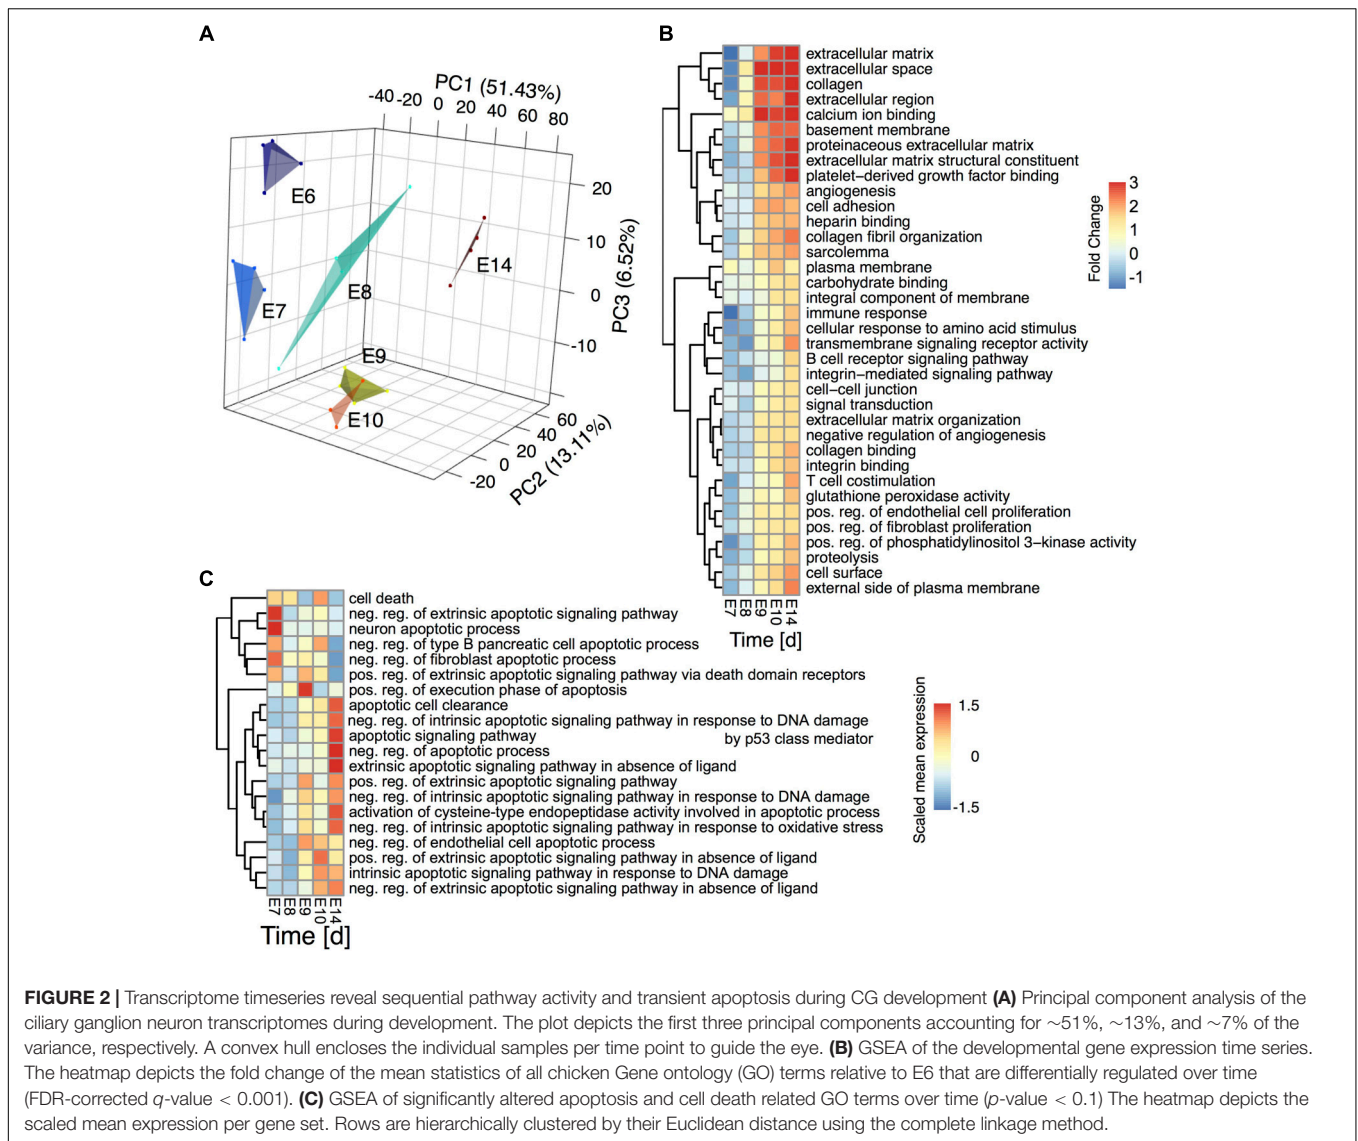 A
PC1 (51.43%)
-40 -20 0 20 40 60 80
E6
E7
E8
E14
E9
E10
20
10
0
-10
PC3 (6.52%)
60
40
20
0
-20
PC2 (13.11%)
B
extracellular matrix
extracellular space
collagen
extracellular region
calcium ion binding
basement membrane
proteinaceous extracellular matrix
extracellular matrix structural constituent
platelet−derived growth factor binding
angiogenesis
cell adhesion
heparin binding
collagen fibril organization
sarcolemma
plasma membrane
carbohydrate binding
integral component of membrane
immune response
cellular response to amino acid stimulus
transmembrane signaling receptor activity
B cell receptor signaling pathway
integrin−mediated signaling pathway
cell−cell junction
signal transduction
extracellular matrix organization
negative regulation of angiogenesis
collagen binding
integrin binding
T cell costimulation
glutathione peroxidase activity
pos. reg. of endothelial cell proliferation
pos. reg. of fibroblast proliferation
pos. reg. of phosphatidylinositol 3−kinase activity
proteolysis
cell surface
external side of plasma membrane
E7 E8 E9 E10 E14
Time [d]
Fold Change
3
2
1
0
-1
C
cell death
neg. reg. of extrinsic apoptotic signaling pathway
neuron apoptotic process
neg. reg. of type B pancreatic cell apoptotic process
neg. reg. of fibroblast apoptotic process
pos. reg. of extrinsic apoptotic signaling pathway via death domain receptors
pos. reg. of execution phase of apoptosis
apoptotic cell clearance
neg. reg. of intrinsic apoptotic signaling pathway in response to DNA damage
by p53 class mediator
apoptotic signaling pathway
neg. reg. of apoptotic process
extrinsic apoptotic signaling pathway in absence of ligand
pos. reg. of extrinsic apoptotic signaling pathway
neg. reg. of intrinsic apoptotic signaling pathway in response to DNA damage
activation of cysteine-type endopeptidase activity involved in apoptotic process
neg. reg. of intrinsic apoptotic signaling pathway in response to oxidative stress
neg. reg. of endothelial cell apoptotic process
pos. reg. of extrinsic apoptotic signaling pathway in absence of ligand
intrinsic apoptotic signaling pathway in response to DNA damage
neg. reg. of extrinsic apoptotic signaling pathway in absence of ligand
E7 E8 E9 E10 E14
Time [d]
Scaled mean expression
1.5
0
-1.5
FIGURE 2 | Transcriptome timeseries reveal sequential pathway activity and transient apoptosis during CG development (A) Principal component analysis of the
ciliary ganglion neuron transcriptomes during development. The plot depicts the first three principal components accounting for ~51%, ~13%, and ~7% of the
variance, respectively. A convex hull encloses the individual samples per time point to guide the eye. (B) GSEA of the developmental gene expression time series.
The heatmap depicts the fold change of the mean statistics of all chicken Gene ontology (GO) terms relative to E6 that are differentially regulated over time
(FDR-corrected q-value < 0.001). (C) GSEA of significantly altered apoptosis and cell death related GO terms over time (p-value < 0.1) The heatmap depicts the
scaled mean expression per gene set. Rows are hierarchically clustered by their Euclidean distance using the complete linkage method.